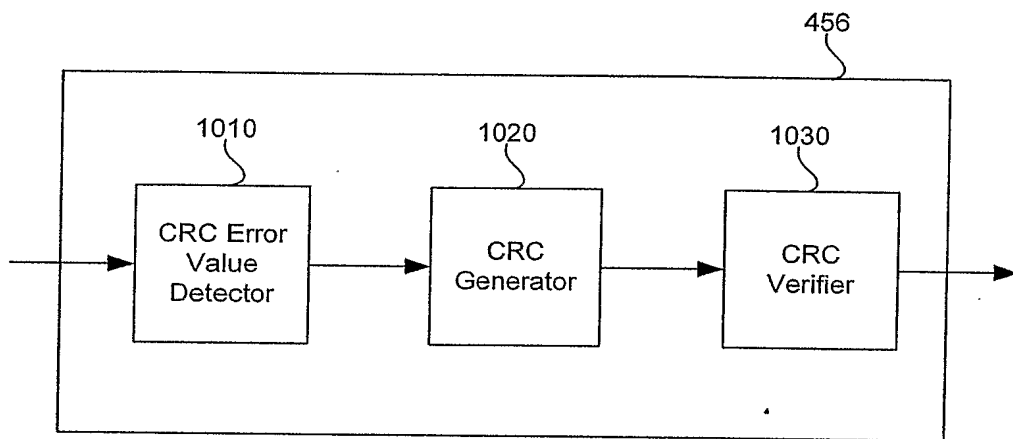 456
1010
1020
1030
CRC Error
Value
Detector
CRC
Generator
CRC
Verifier